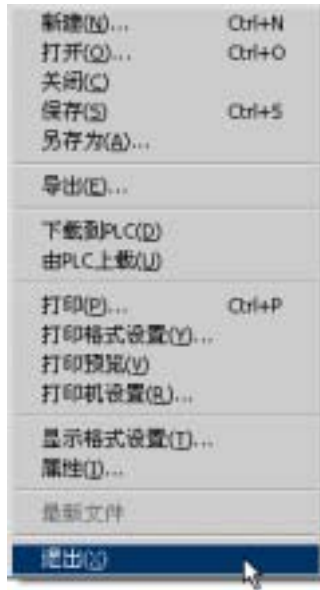 新建(N)... Ctrl+N
打开(O)... Ctrl+O
关闭(C)
保存(S) Ctrl+S
另存为(A)...
导出(E)...
下载到PLC(D)
由PLC上载(U)
打印(P)... Ctrl+P
打印格式设置(Y)...
打印预览(V)
打印机设置(R)...
显示格式设置(T)...
属性(I)...
最新文件
退出(X)